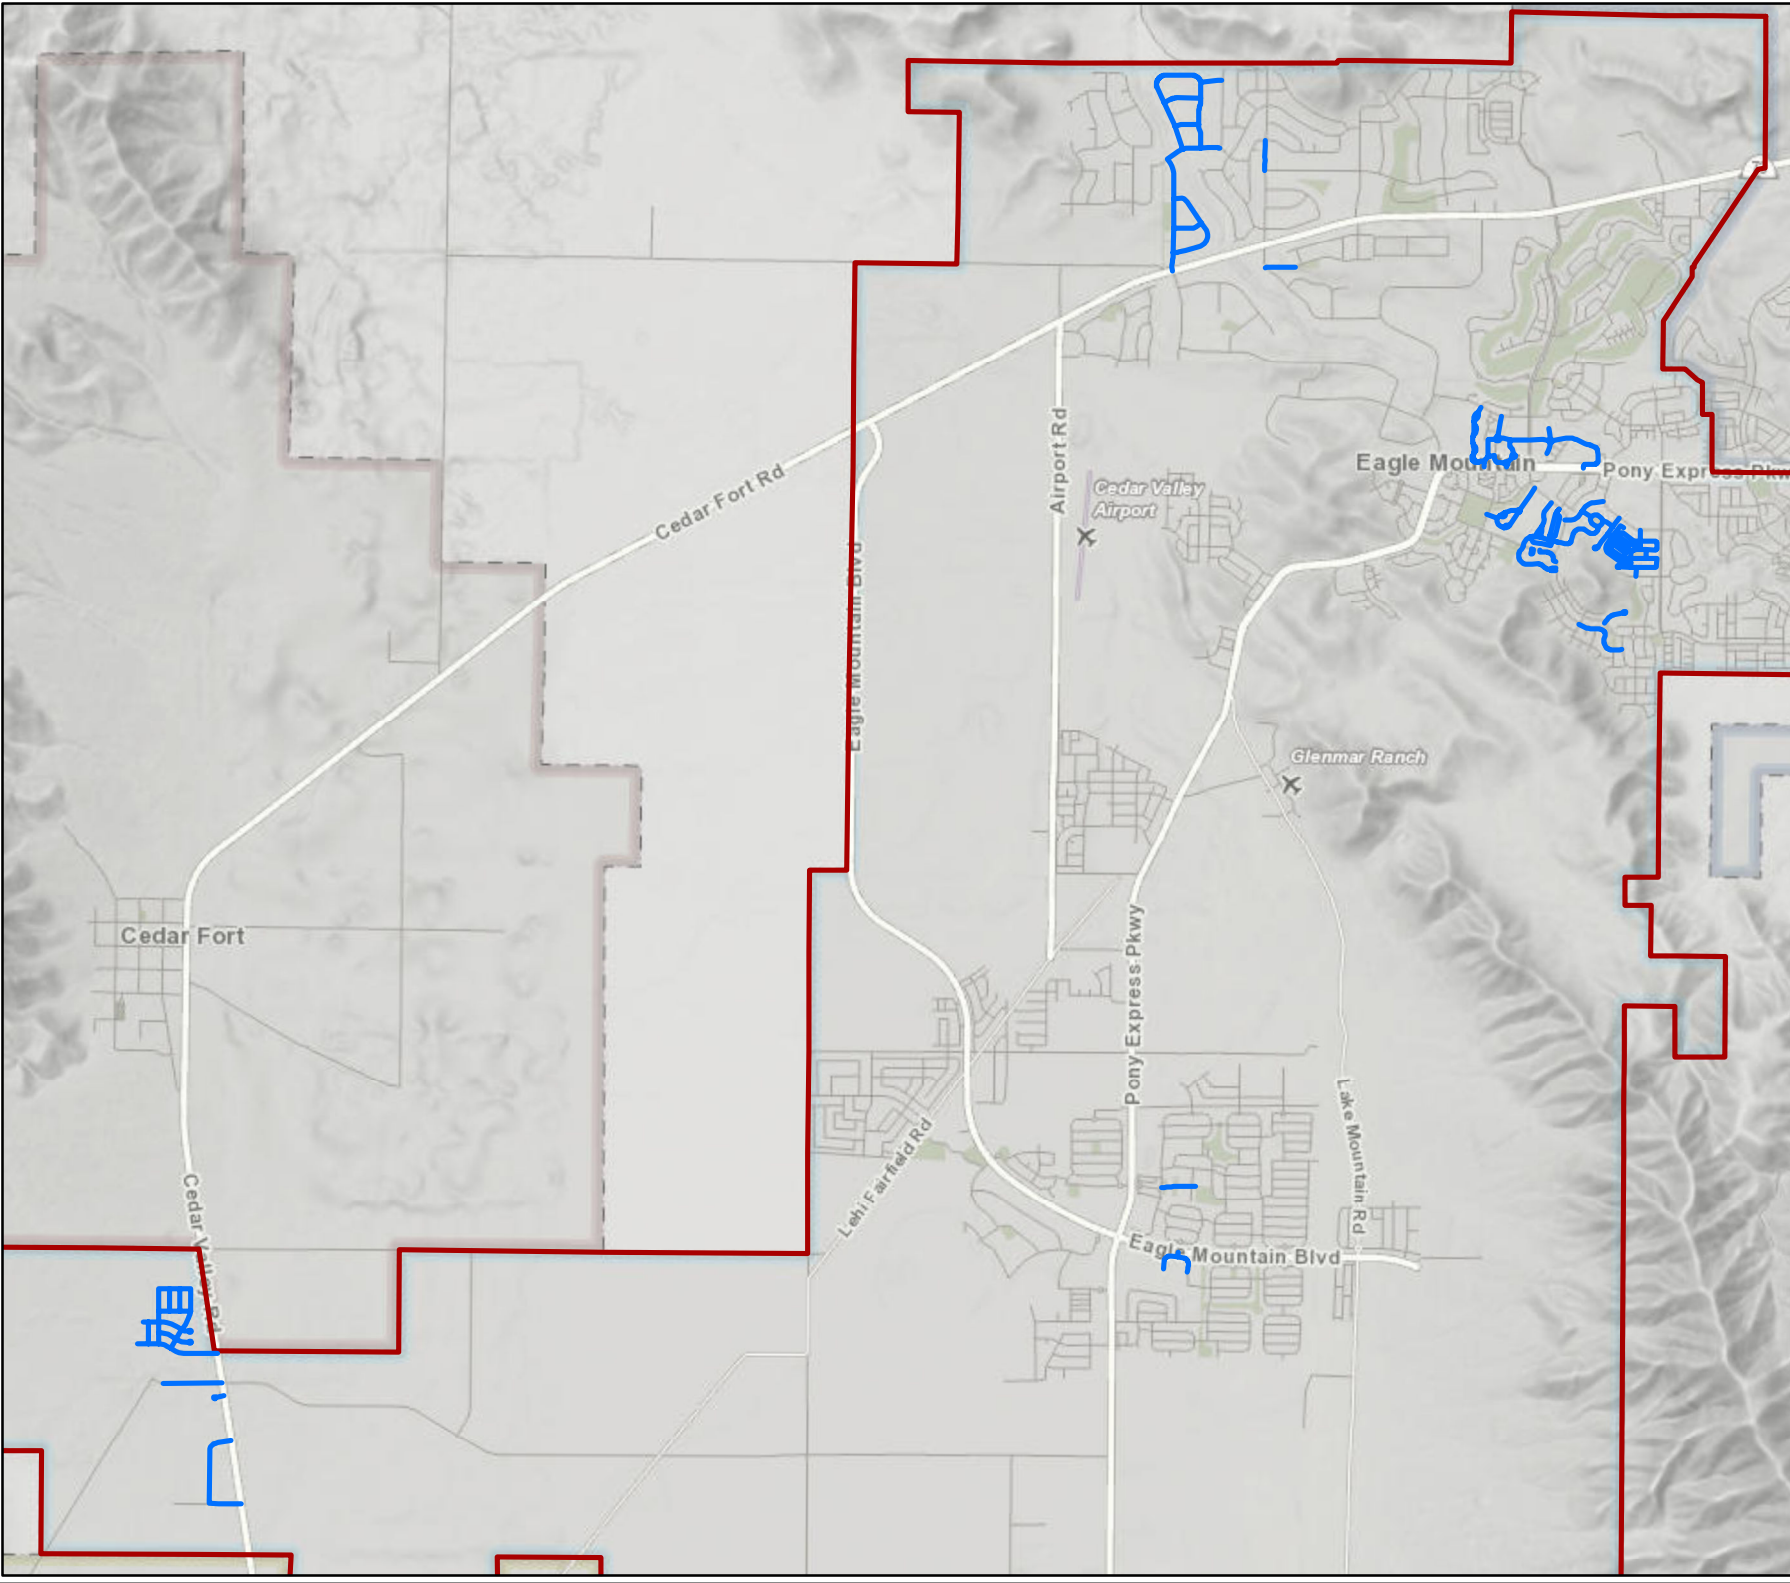 Eagle Mountain
Pony Express Pkwy
Cedar Valley
Airport
Airport Rd
Cedar Fort Rd
Eagle Mountain Blvd
Glenmar Ranch
Cedar Fort
Pony Express Pkwy
Lake Mountain Rd
Lehi Fairfield Rd
Cedar Valley Rd
Eagle Mountain Blvd